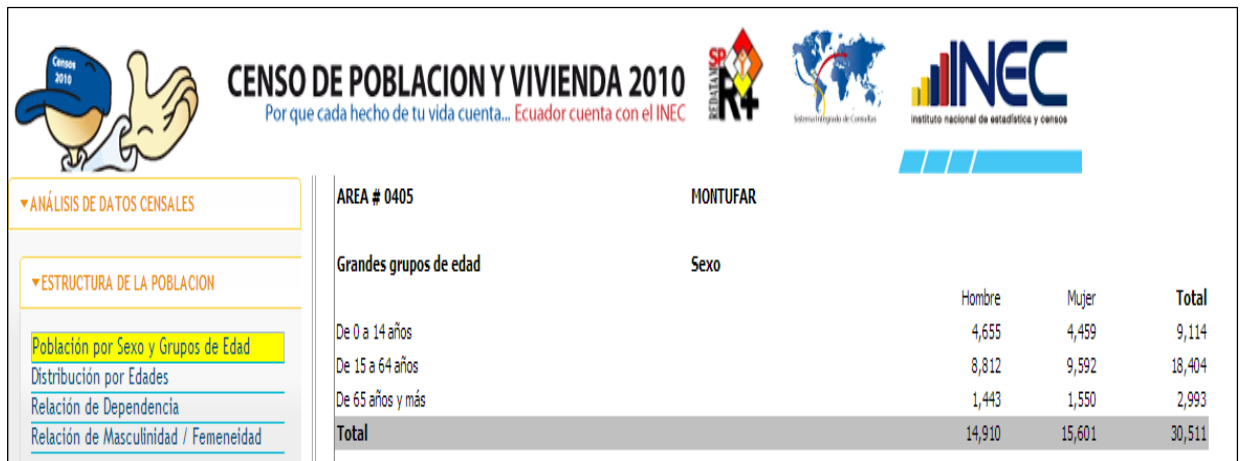 Censos
2010
CENSO DE POBLACION Y VIVIENDA 2010
Por que cada hecho de tu vida cuenta... Ecuador cuenta con el INEC
REDATAM
SP
R+
Sistema Integrado de Consultas
INEC
instituto nacional de estadística y censos
▾ANÁLISIS DE DATOS CENSALES
▾ESTRUCTURA DE LA POBLACION
Población por Sexo y Grupos de Edad
Distribución por Edades
Relación de Dependencia
Relación de Masculinidad / Femeneidad
AREA # 0405 MONTUFAR
Grandes grupos de edad Sexo
Hombre Mujer Total
De 0 a 14 años 4,655 4,459 9,114
De 15 a 64 años 8,812 9,592 18,404
De 65 años y más 1,443 1,550 2,993
Total 14,910 15,601 30,511